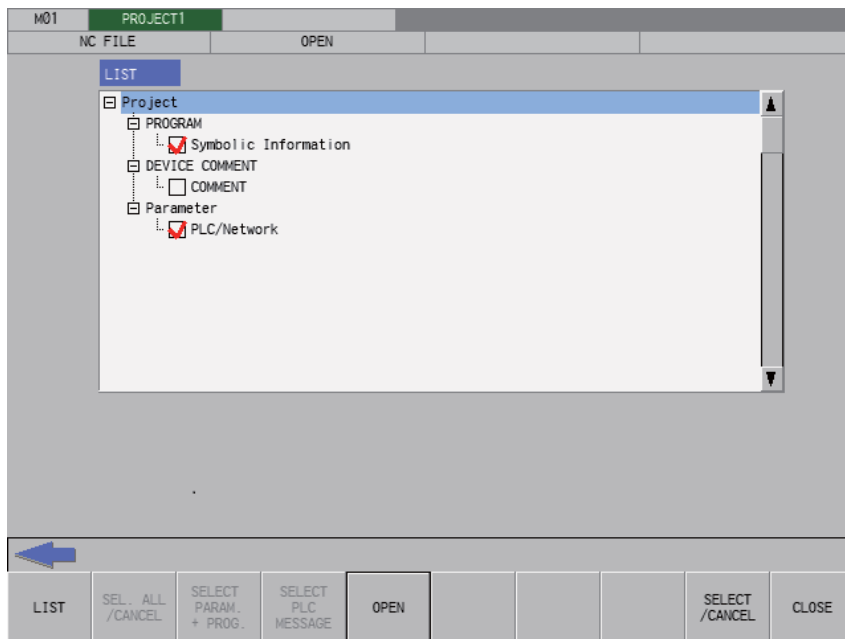 M01 PROJECT1
NC FILE OPEN
LIST
Project
PROGRAM
Symbolic Information
DEVICE COMMENT
COMMENT
Parameter
PLC/Network
LIST
SEL. ALL
/CANCEL
SELECT
PARAM.
+ PROG.
SELECT
PLC
MESSAGE
OPEN
SELECT
/CANCEL
CLOSE